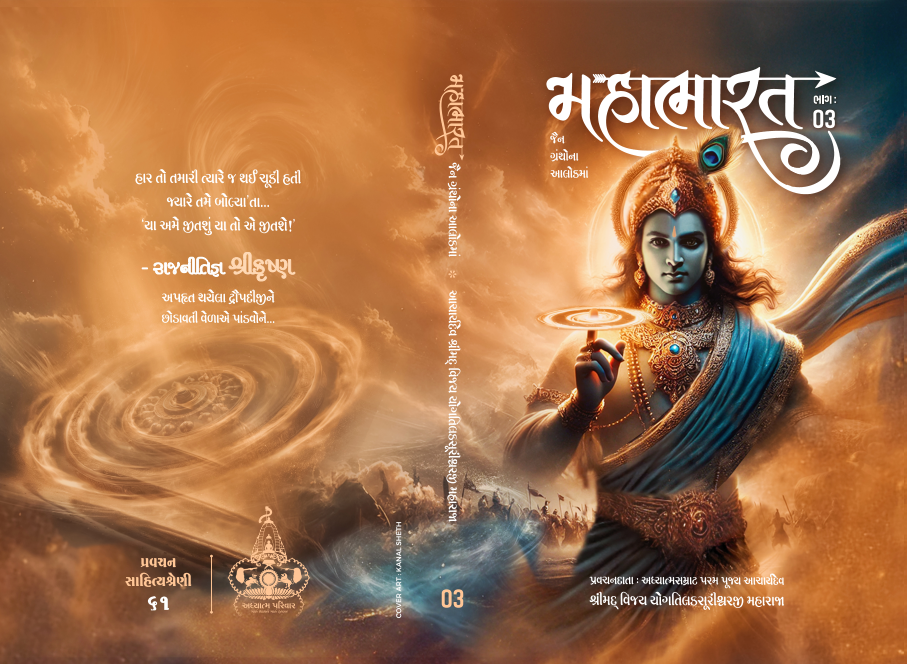 હાર તો તમારી ત્યારે જ થઈ ચૂકી હતી
જ્યારે તમે બોલ્યા'તા...
'યા અમે જીતશું યા તો એ જીતશે!'
- રાજનીતિજ્ઞ શ્રીકૃષ્ણ
અપહૃત થયેલા દ્રૌપદીજીને
છોડાવતી વેળાએ પાંડવોને...
પ્રવચન
સાહિત્યશ્રેણી
૬૧
અધ્યાત્મ પરિવાર
COVER ART : KANAL SHETH
મહાભારત જૈન ગ્રંથોના આલોકમાં
આચાર્યદેવ શ્રીમદ્ વિજય યોગતિલકસૂરીશ્વરજી મહારાજા
03
મહાભારત
ભાગ :
03
જૈન
ગ્રંથોના
આલોકમાં
પ્રવચનદાતા : અધ્યાત્મસમ્રાટ પરમ પૂજ્ય આચાર્યદેવ
શ્રીમદ્ વિજય યોગતિલકસૂરીશ્વરજી મહારાજા